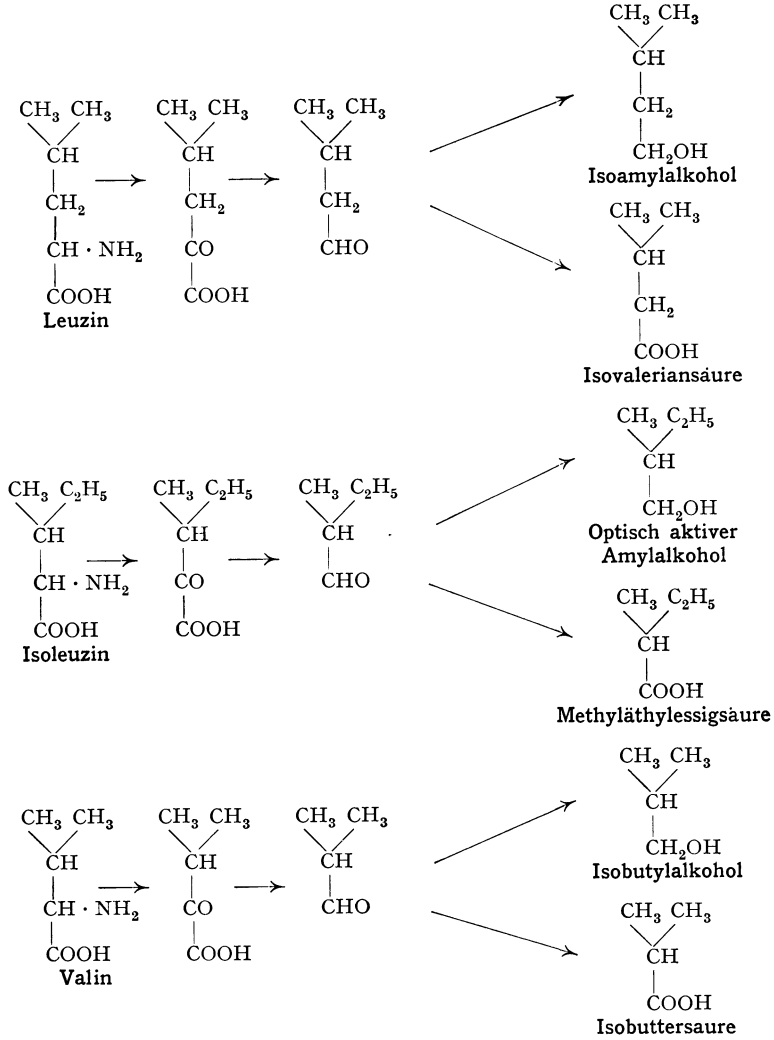 CH₃ CH₃
CH
CH₂
CH · NH₂
COOH
Leuzin
CH₃ CH₃
CH
CH₂
CO
COOH
CH₃ CH₃
CH
CH₂
CHO
CH₃ CH₃
CH
CH₂
CH₂OH
Isoamylalkohol
CH₃ CH₃
CH
CH₂
COOH
Isovaleriansäure
CH₃ C₂H₅
CH
CH · NH₂
COOH
Isoleuzin
CH₃ C₂H₅
CH
CO
COOH
CH₃ C₂H₅
CH
CHO
CH₃ C₂H₅
CH
CH₂OH
Optisch aktiver
Amylalkohol
CH₃ C₂H₅
CH
COOH
Methyläthylessigsäure
CH₃ CH₃
CH
CH · NH₂
COOH
Valin
CH₃ CH₃
CH
CO
COOH
CH₃ CH₃
CH
CHO
CH₃ CH₃
CH
CH₂OH
Isobutylalkohol
CH₃ CH₃
CH
COOH
Isobuttersaure